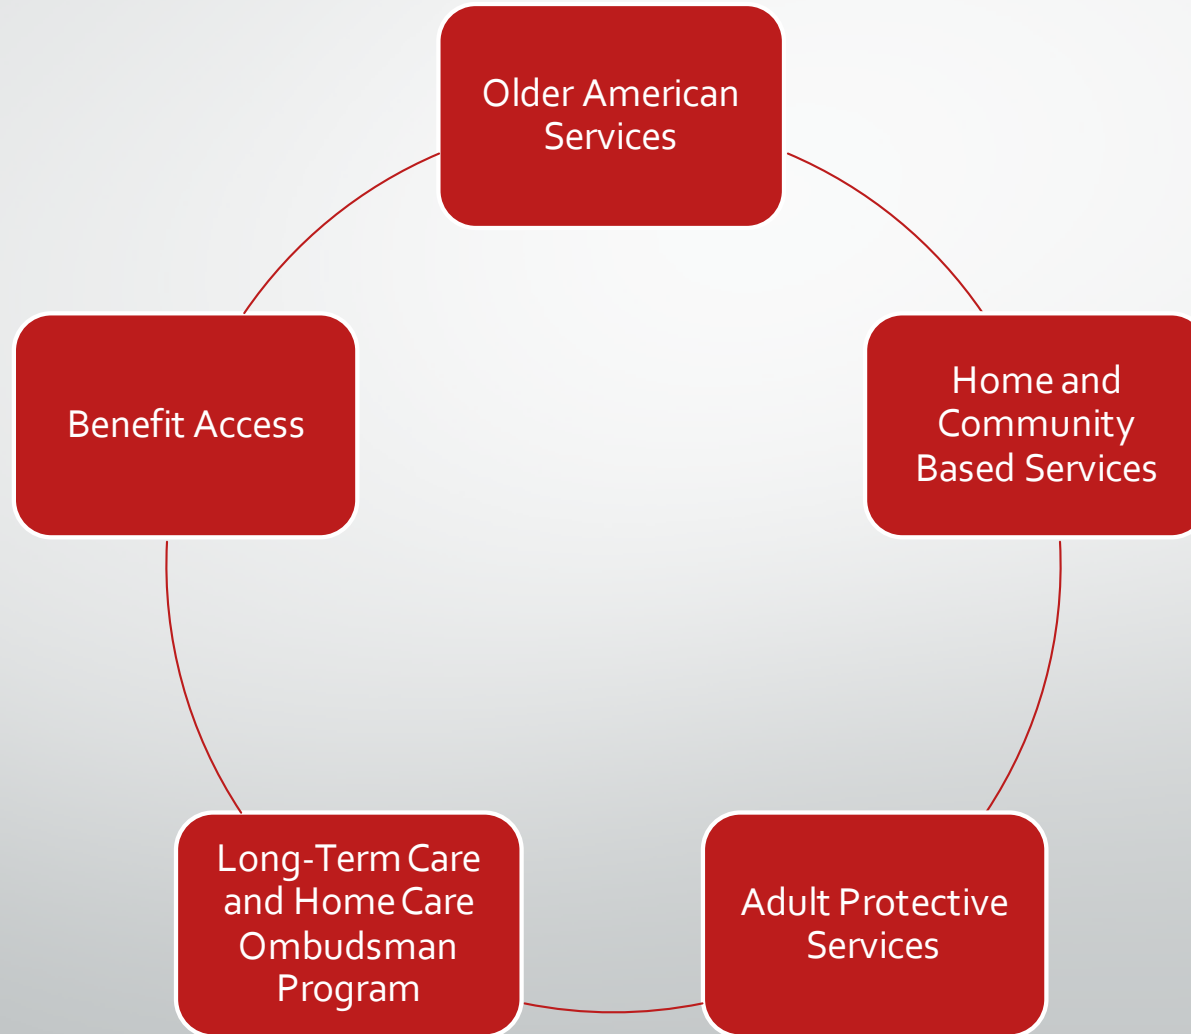 Older American
Services
Home and
Community
Based Services
Adult Protective
Services
Long-Term Care
and Home Care
Ombudsman
Program
Benefit Access